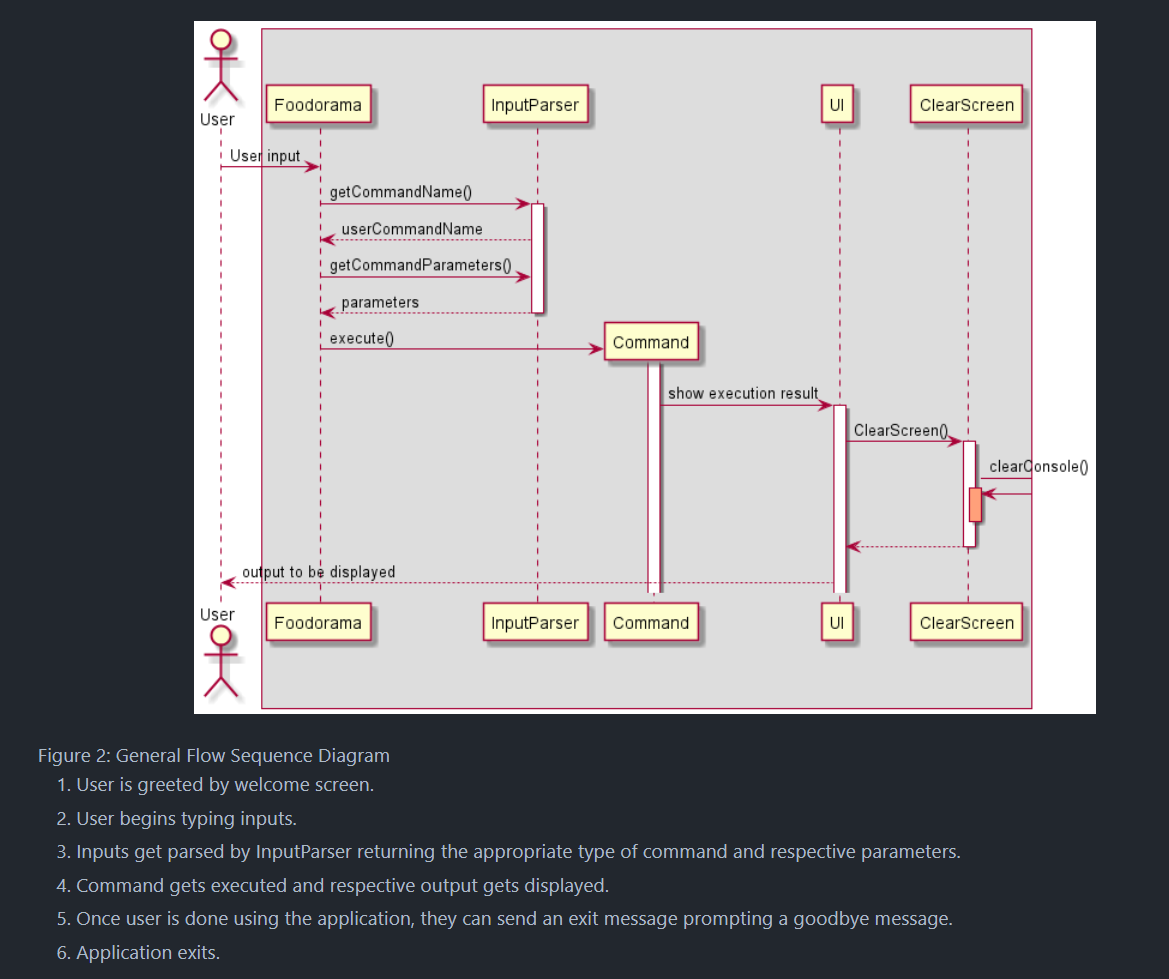 User
Foodorama
InputParser
UI
ClearScreen
User input
getCommandName()
userCommandName
getCommandParameters()
parameters
execute()
Command
show execution result
ClearScreen()
clearConsole()
output to be displayed
User
Foodorama
InputParser
Command
UI
ClearScreen
Figure 2: General Flow Sequence Diagram
1. User is greeted by welcome screen.
2. User begins typing inputs.
3. Inputs get parsed by InputParser returning the appropriate type of command and respective parameters.
4. Command gets executed and respective output gets displayed.
5. Once user is done using the application, they can send an exit message prompting a goodbye message.
6. Application exits.